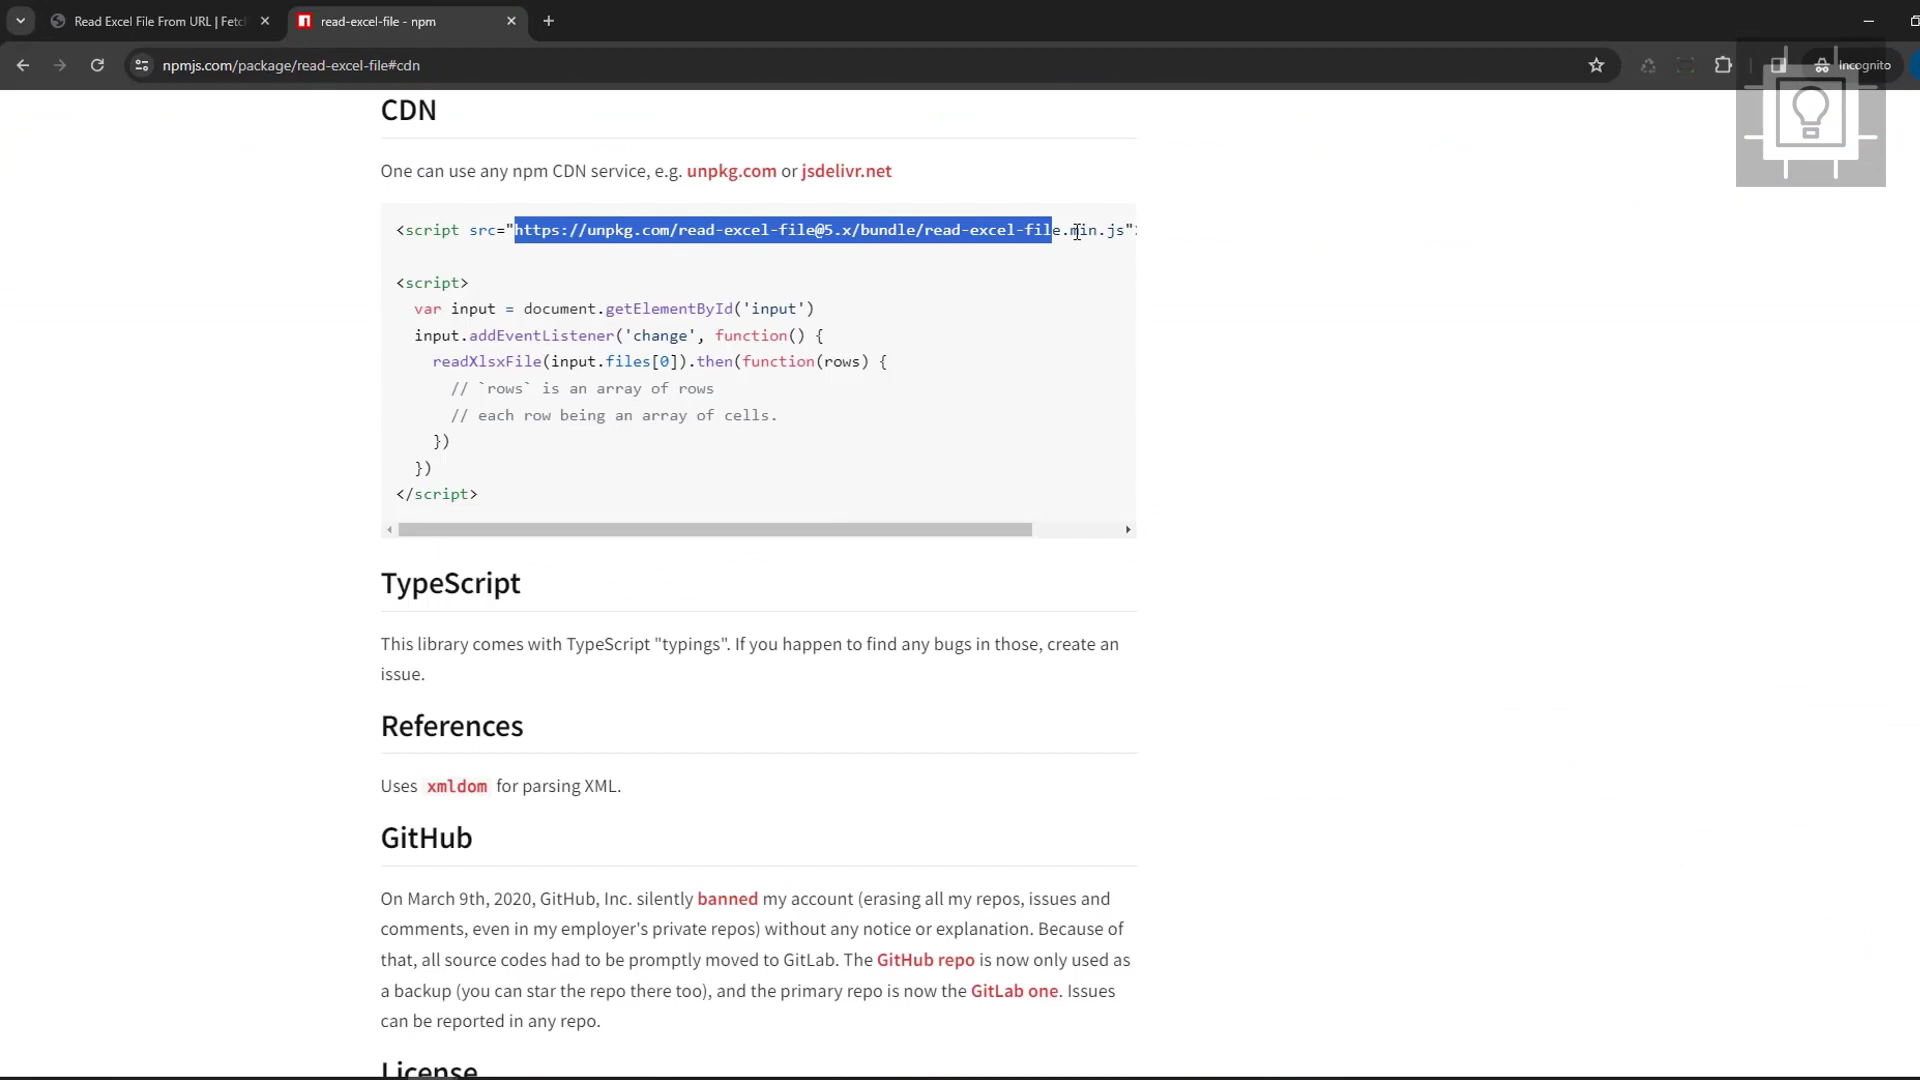 Read Excel File From URL | Fetc
read-excel-file - npm
npmjs.com/package/read-excel-file#cdn
Incognito
CDN
One can use any npm CDN service, e.g. unpkg.com or jsdelivr.net
<script src="https://unpkg.com/read-excel-file@5.x/bundle/read-excel-file.min.js">
<script>
var input = document.getElementById('input')
input.addEventListener('change', function() {
readXlsxFile(input.files[0]).then(function(rows) {
// `rows` is an array of rows
// each row being an array of cells.
})
})
</script>
TypeScript
This library comes with TypeScript "typings". If you happen to find any bugs in those, create an
issue.
References
Uses xmldom for parsing XML.
GitHub
On March 9th, 2020, GitHub, Inc. silently banned my account (erasing all my repos, issues and
comments, even in my employer's private repos) without any notice or explanation. Because of
that, all source codes had to be promptly moved to GitLab. The GitHub repo is now only used as
a backup (you can star the repo there too), and the primary repo is now the GitLab one. Issues
can be reported in any repo.
License